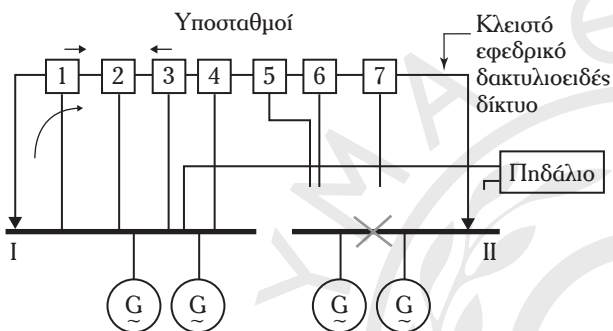 Υποσταθμοί
Κλειστό
εφεδρικό
δακτυλιοειδές
δίκτυο
1 2 3 4 5 6 7
Πηδάλιο
I II
G G G G
~ ~ ~ ~